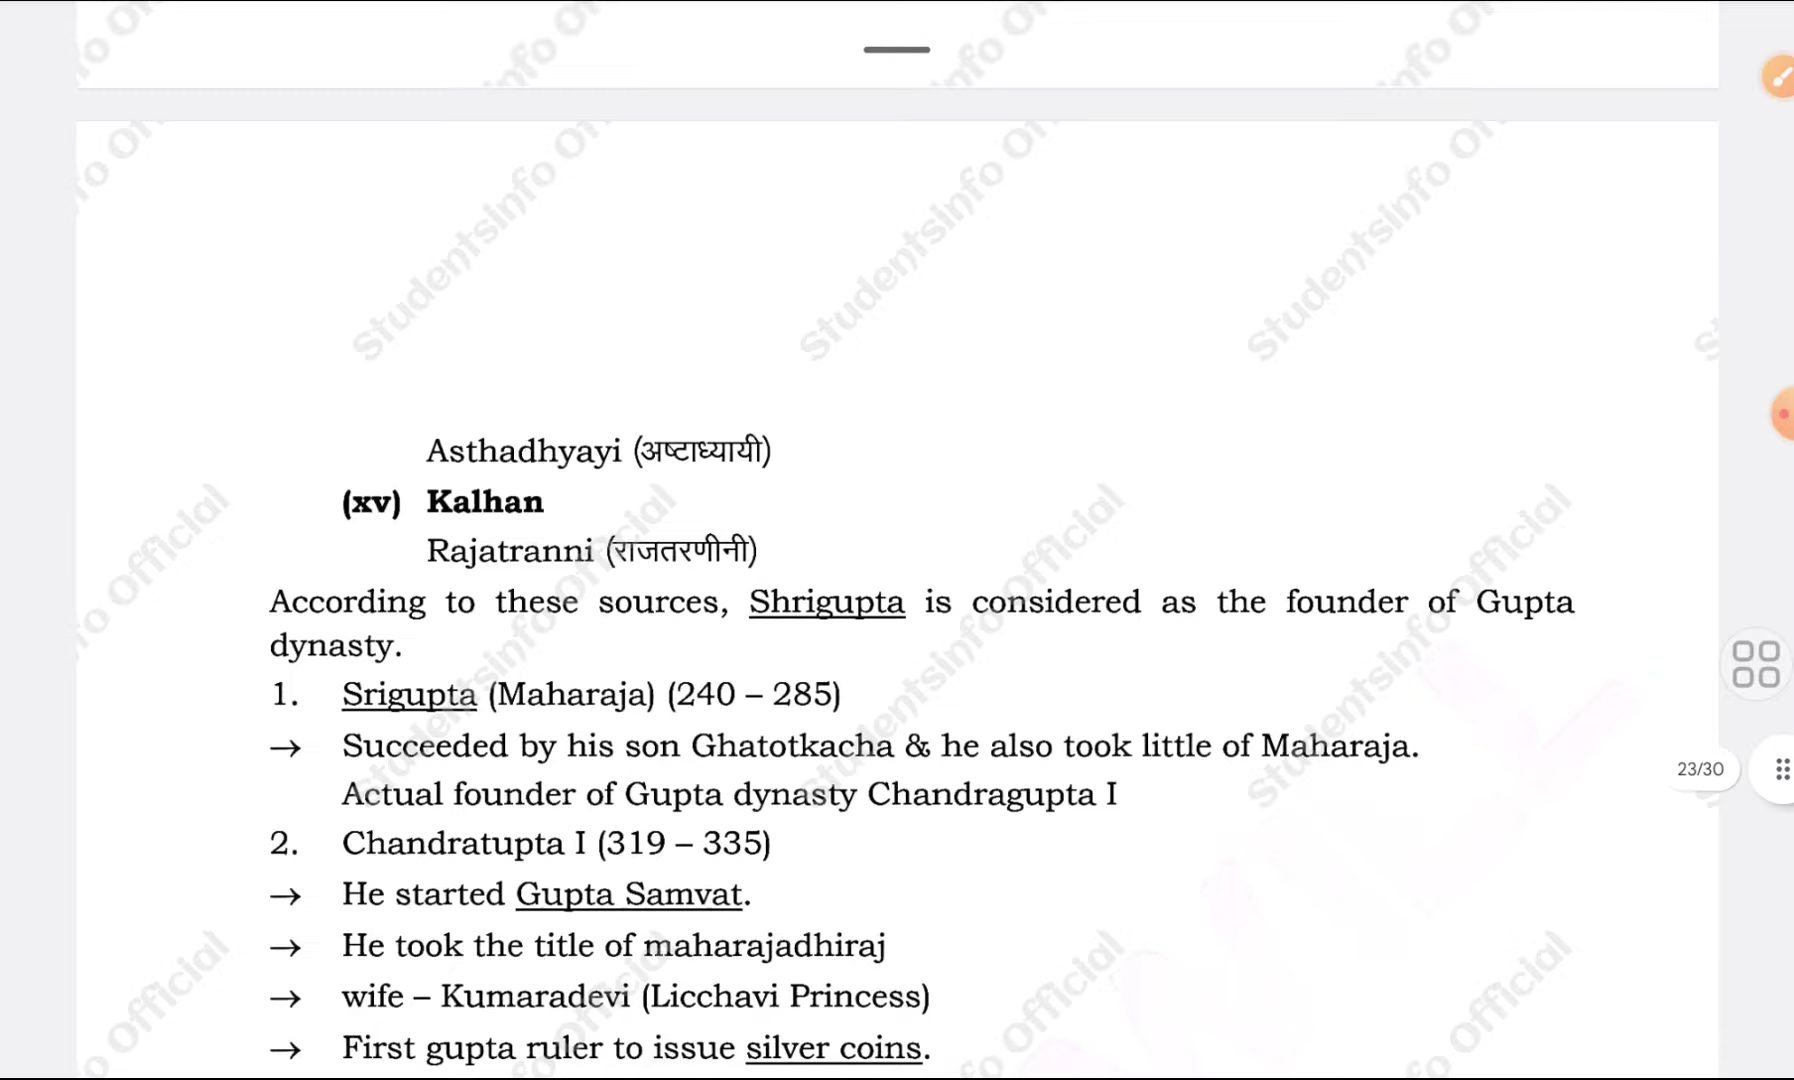 Asthadhyayi (अष्टाध्यायी)
(xv) Kalhan
Rajatranni (राजतरणीनी)
According to these sources, Shrigupta is considered as the founder of Gupta
dynasty.
1. Srigupta (Maharaja) (240 – 285)
→ Succeeded by his son Ghatotkacha & he also took little of Maharaja.
Actual founder of Gupta dynasty Chandragupta I
23/30
2. Chandratupta I (319 – 335)
→ He started Gupta Samvat.
→ He took the title of maharajadhiraj
→ wife – Kumaradevi (Licchavi Princess)
→ First gupta ruler to issue silver coins.
Studentsinfo Official